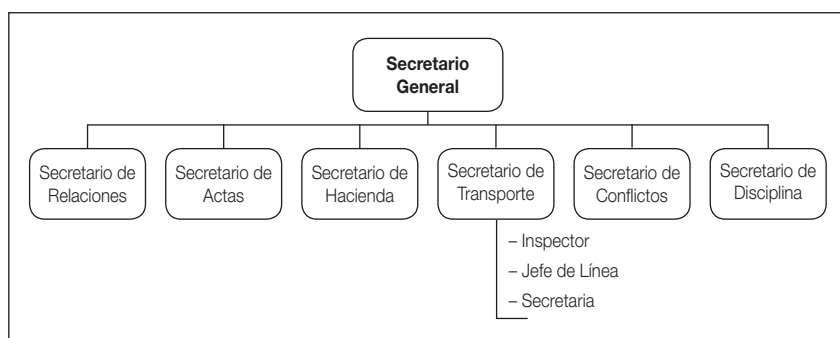 Secretario
General
Secretario de
Relaciones
Secretario de
Actas
Secretario de
Hacienda
Secretario de
Transporte
Secretario de
Conflictos
Secretario de
Disciplina
– Inspector
– Jefe de Línea
– Secretaria